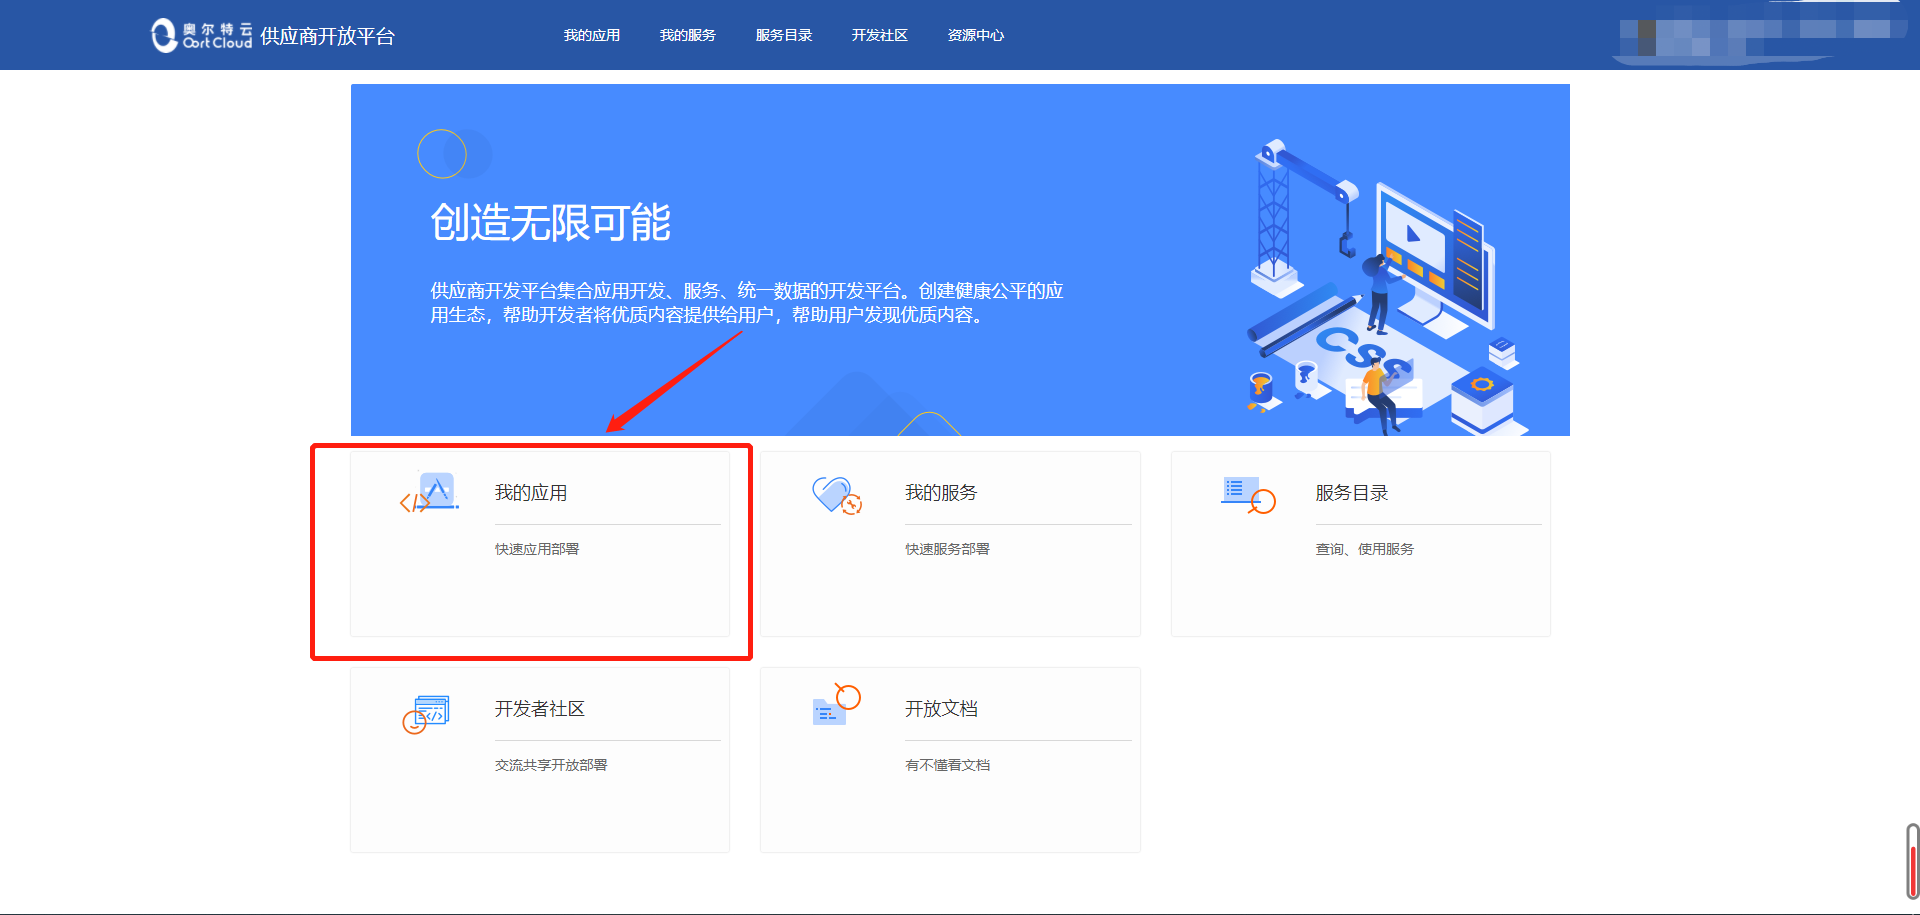 奥尔特云
Oort Cloud
供应商开放平台
我的应用
我的服务
服务目录
开发社区
资源中心
创造无限可能
供应商开发平台集合应用开发、服务、统一数据的开发平台。创建健康公平的应
用生态，帮助开发者将优质内容提供给用户，帮助用户发现优质内容。
CSS
我的应用
快速应用部署
我的服务
快速服务部署
服务目录
查询、使用服务
开发者社区
交流共享开放部署
开放文档
有不懂看文档